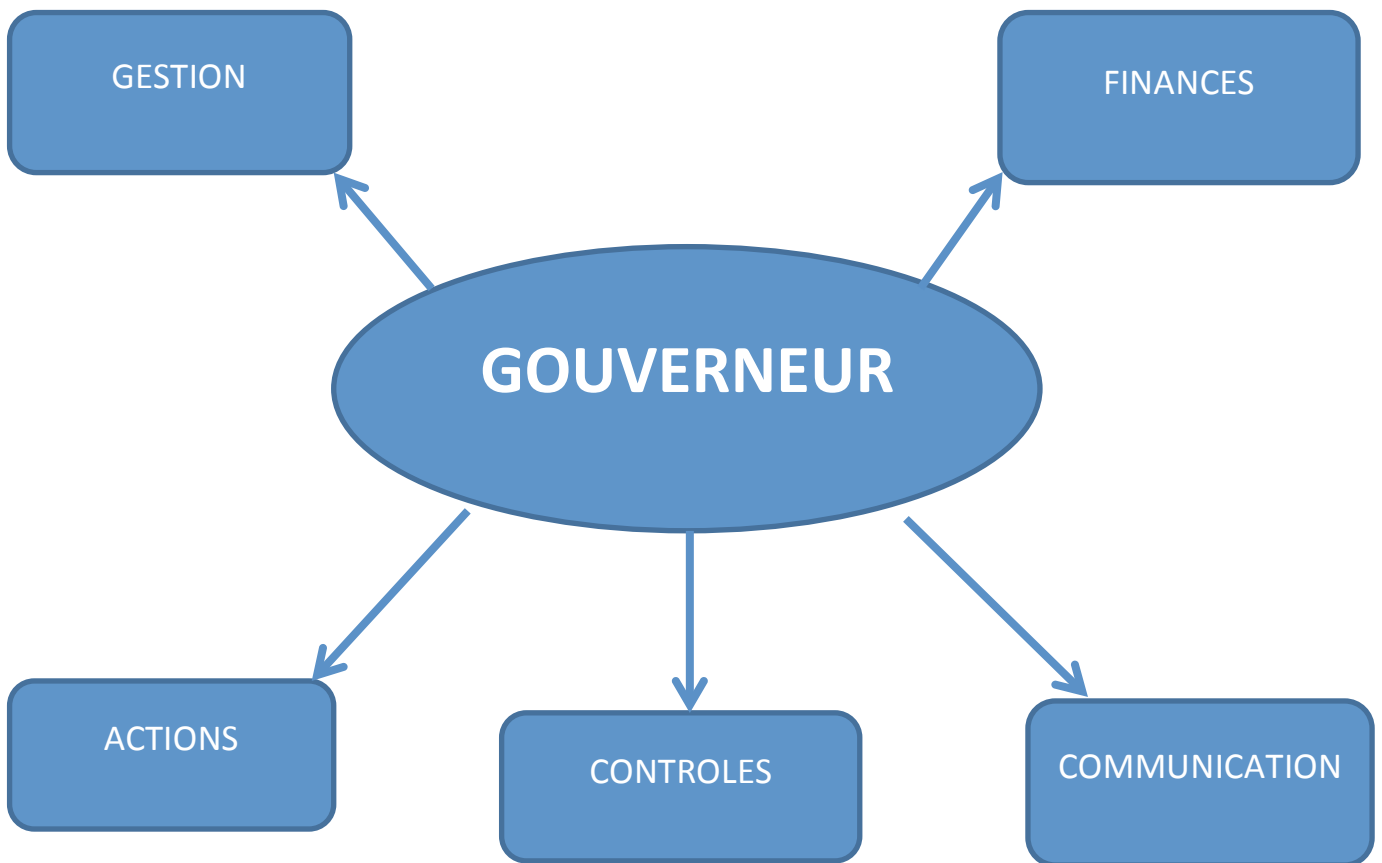 GESTION
FINANCES
GOUVERNEUR
ACTIONS
CONTROLES
COMMUNICATION